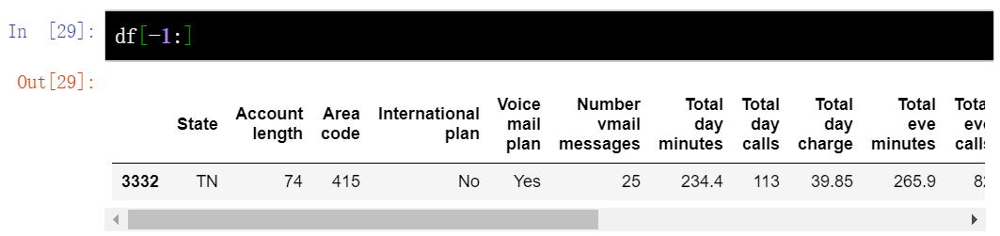 In [29]: df[-1:]
Out[29]:
State Account length Area code International plan Voice mail plan Number vmail messages Total day minutes Total day calls Total day charge Total eve minutes Total
3332 TN 74 415 No Yes 25 234.4 113 39.85 265.9